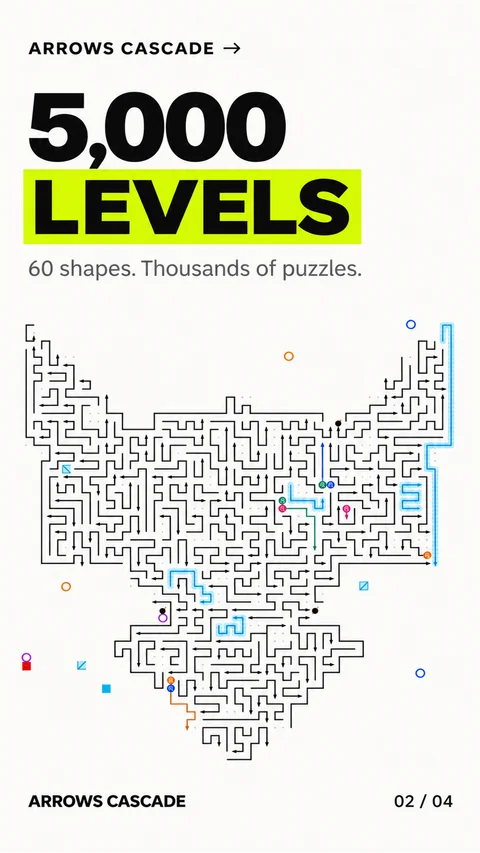 ARROWS CASCADE →
5,000
LEVELS
60 shapes. Thousands of puzzles.
ARROWS CASCADE
02 / 04